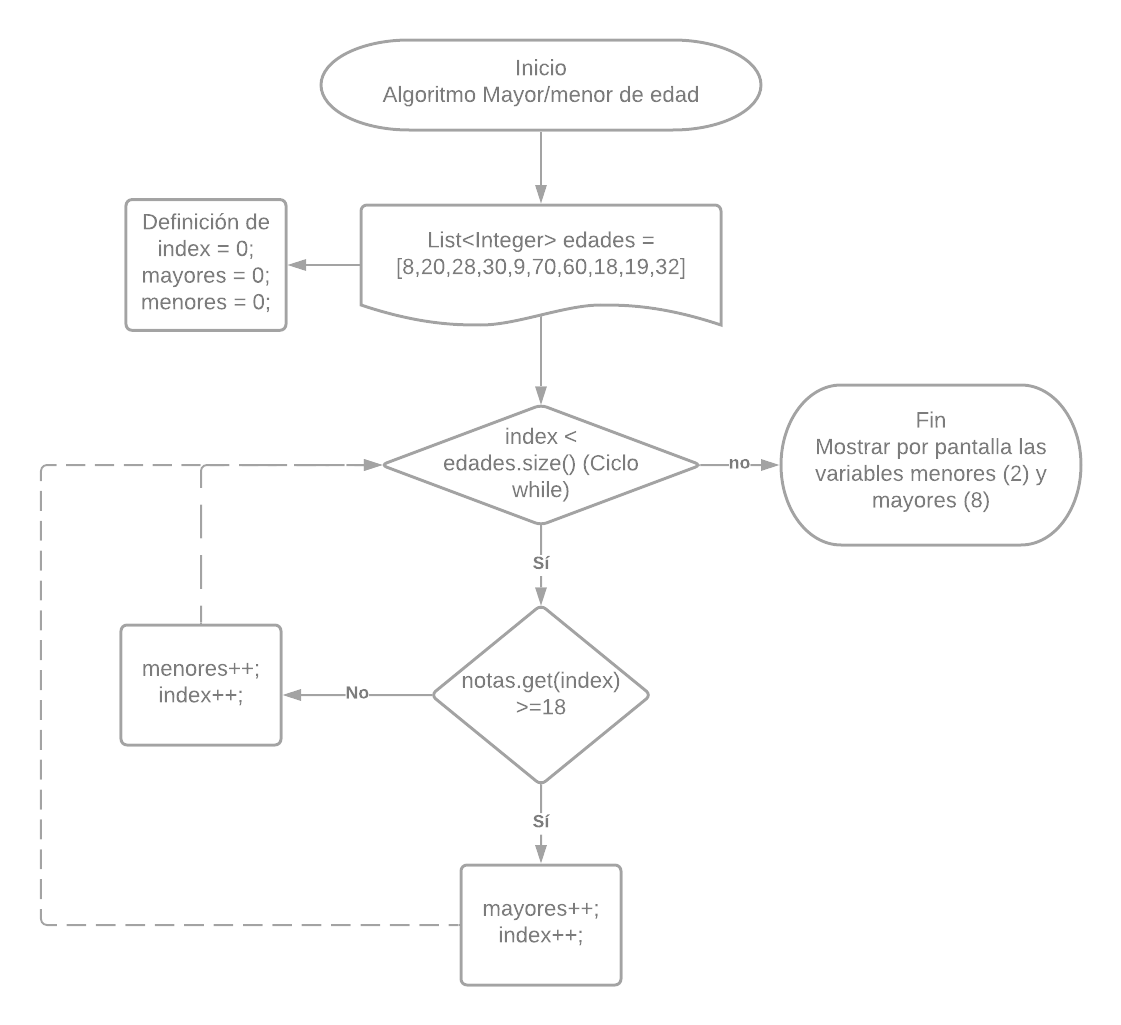 Inicio
Algoritmo Mayor/menor de edad
Definición de
index = 0;
mayores = 0;
menores = 0;
List<Integer> edades =
[8,20,28,30,9,70,60,18,19,32]
index <
edades.size() (Ciclo
while)
no
Fin
Mostrar por pantalla las
variables menores (2) y
mayores (8)
Sí
notas.get(index)
>=18
No
menores++;
index++;
Sí
mayores++;
index++;